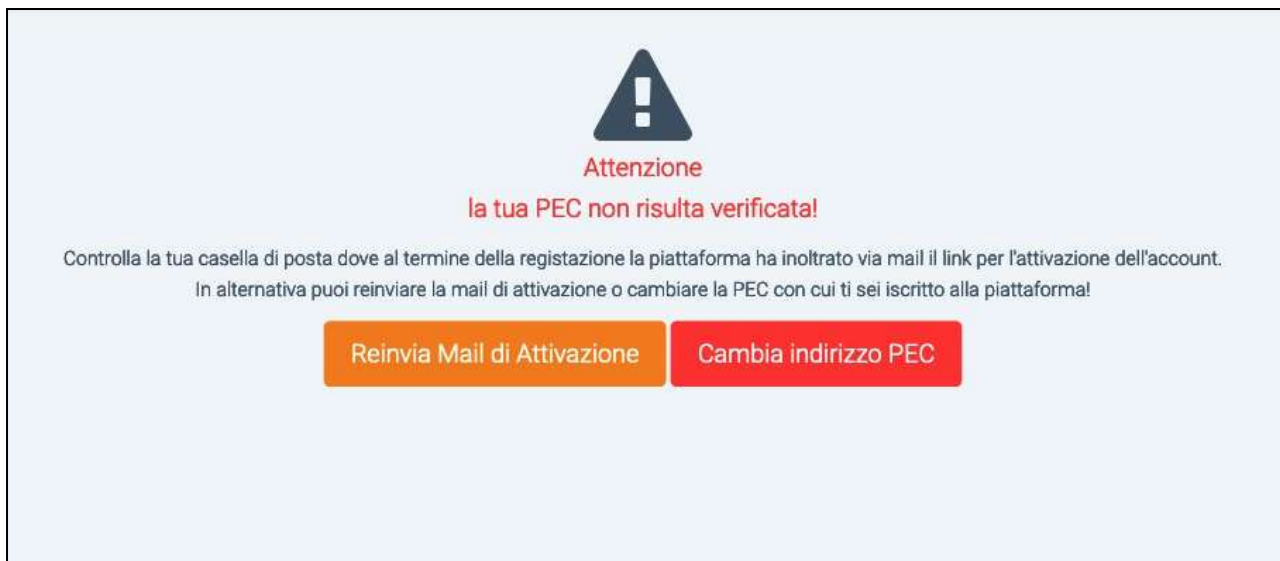 Attenzione
la tua PEC non risulta verificata!
Controlla la tua casella di posta dove al termine della registazione la piattaforma ha inoltrato via mail il link per l'attivazione dell'account.
In alternativa puoi reinviare la mail di attivazione o cambiare la PEC con cui ti sei iscritto alla piattaforma!
Reinvia Mail di Attivazione Cambia indirizzo PEC